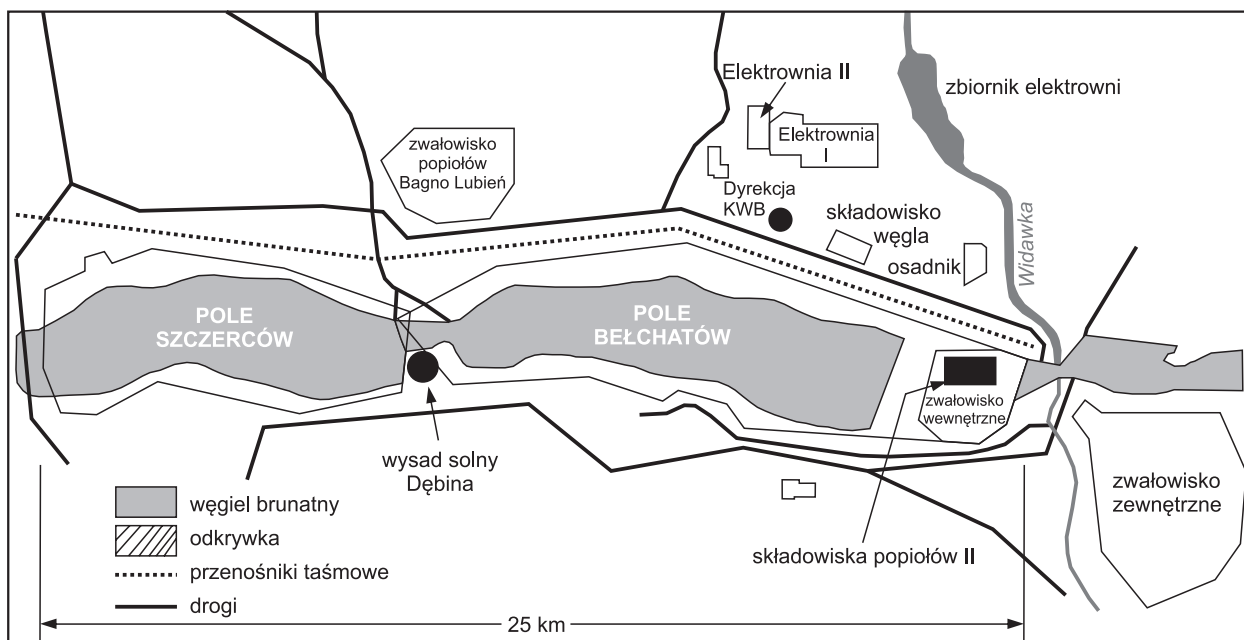 Elektrownia II
zbiornik elektrowni
Elektrownia
I
zwałowisko
popiołów
Bagno Lubień
Dyrekcja
KWB
składowisko
węgla
osadnik
Widawka
POLE
SZCZERCÓW
POLE
BEŁCHATÓW
zwałowisko
wewnętrzne
wysad solny
Dębina
zwałowisko
zewnętrzne
składowiska popiołów II
węgiel brunatny
odkrywka
przenośniki taśmowe
drogi
25 km